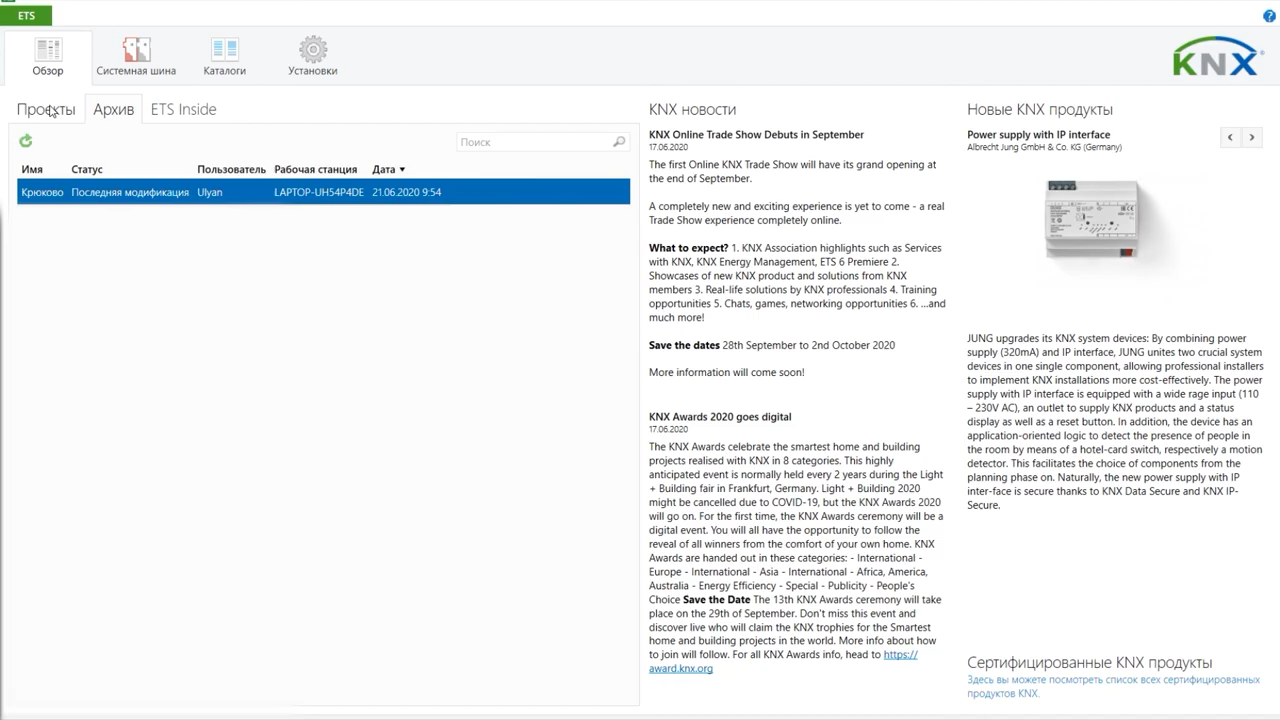 ETS
Обзор
Системная шина
Каталоги
Установки
KNX
Проекты
Архив
ETS Inside
Поиск
Имя Статус Пользователь Рабочая станция Дата
Крюково Последняя модификация Ulyan LAPTOP-UH54P4DE 21.06.2020 9:54
KNX новости
KNX Online Trade Show Debuts in September
17.06.2020
The first Online KNX Trade Show will have its grand opening at
the end of September.
A completely new and exciting experience is yet to come - a real
Trade Show experience completely online.
What to expect? 1. KNX Association highlights such as Services
with KNX, KNX Energy Management, ETS 6 Premiere 2.
Showcases of new KNX product and solutions from KNX
members 3. Real-life solutions by KNX professionals 4. Training
opportunities 5. Chats, games, networking opportunities 6. ...and
much more!
Save the dates 28th September to 2nd October 2020
More information will come soon!
KNX Awards 2020 goes digital
17.06.2020
The KNX Awards celebrate the smartest home and building
projects realised with KNX in 8 categories. This highly
anticipated event is normally held every 2 years during the Light
+ Building fair in Frankfurt, Germany. Light + Building 2020
might be cancelled due to COVID-19, but the KNX Awards 2020
will go on. For the first time, the KNX Awards ceremony will be a
digital event. You will all have the opportunity to follow the
reveal of all winners from the comfort of your own home. KNX
Awards are handed out in these categories: - International -
Europe - International - Asia - International - Africa, America,
Australia - Energy Efficiency - Special - Publicity - People's
Choice Save the Date The 13th KNX Awards ceremony will take
place on the 29th of September. Don't miss this event and
discover live who will claim the KNX trophies for the Smartest
home and building projects in the world. More info about how
to join will follow. For all KNX Awards info, head to https://
award.knx.org
Новые KNX продукты
Power supply with IP interface
Albrecht Jung GmbH & Co. KG (Germany)
JUNG upgrades its KNX system devices: By combining power
supply (320mA) and IP interface, JUNG unites two crucial system
devices in one single component, allowing professional installers
to implement KNX installations more cost-effectively. The power
supply with IP interface is equipped with a wide rage input (110
– 230V AC), an outlet to supply KNX products and a status
display as well as a reset button. In addition, the device has an
application-oriented logic to detect the presence of people in
the room by means of a hotel-card switch, respectively a motion
detector. This facilitates the choice of components from the
planning phase on. Naturally, the new power supply with IP
inter-face is secure thanks to KNX Data Secure and KNX IP-
Secure.
Сертифицированные KNX продукты
Здесь вы можете посмотреть список всех сертифицированных
продуктов KNX.